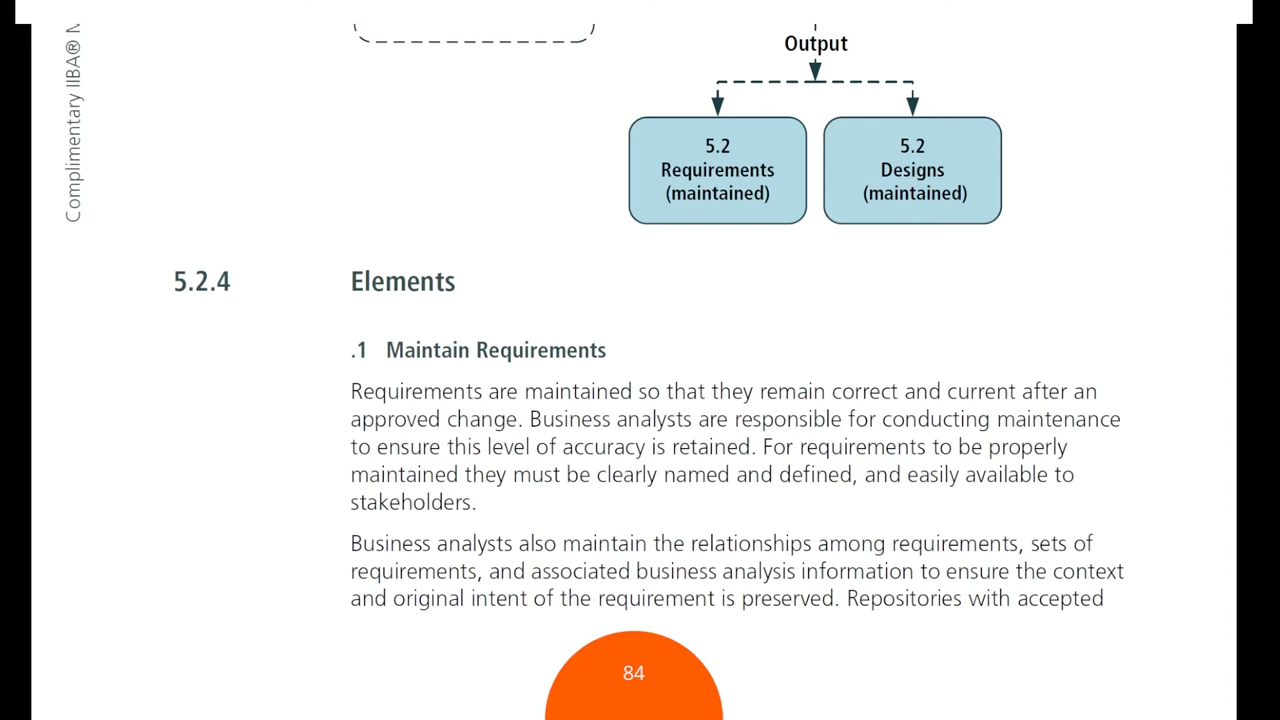 Complimentary IIBA®
Output
5.2
Requirements
(maintained)
5.2
Designs
(maintained)
5.2.4 Elements
.1 Maintain Requirements
Requirements are maintained so that they remain correct and current after an
approved change. Business analysts are responsible for conducting maintenance
to ensure this level of accuracy is retained. For requirements to be properly
maintained they must be clearly named and defined, and easily available to
stakeholders.
Business analysts also maintain the relationships among requirements, sets of
requirements, and associated business analysis information to ensure the context
and original intent of the requirement is preserved. Repositories with accepted
84